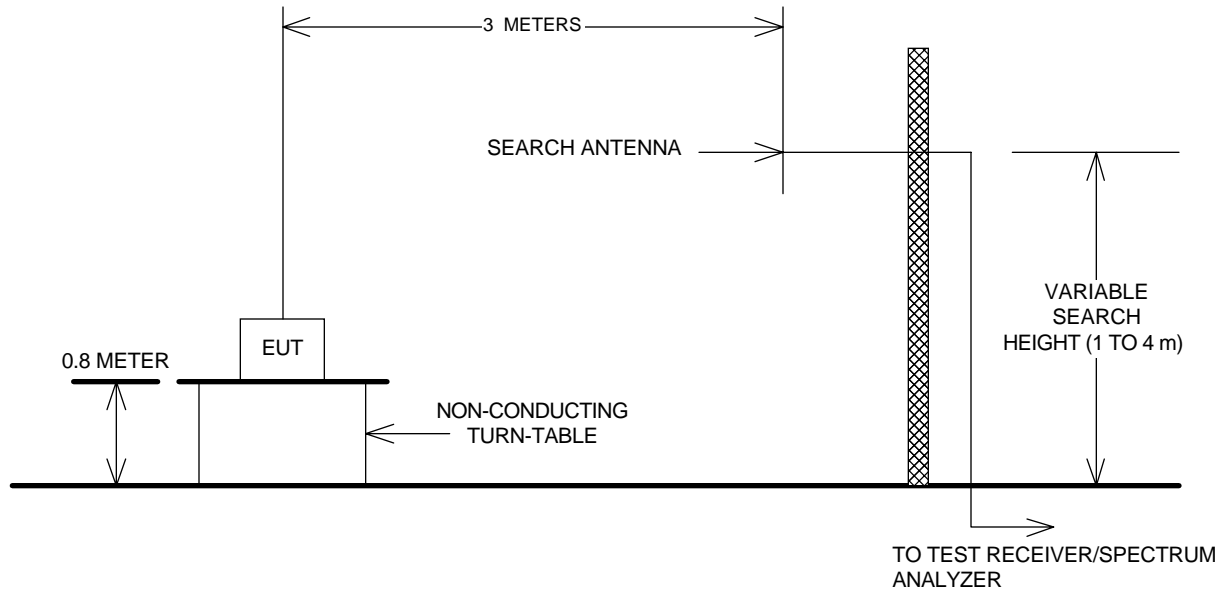 3 METERS
SEARCH ANTENNA
EUT
0.8 METER
NON-CONDUCTING
TURN-TABLE
VARIABLE
SEARCH
HEIGHT (1 TO 4 m)
TO TEST RECEIVER/SPECTRUM
ANALYZER